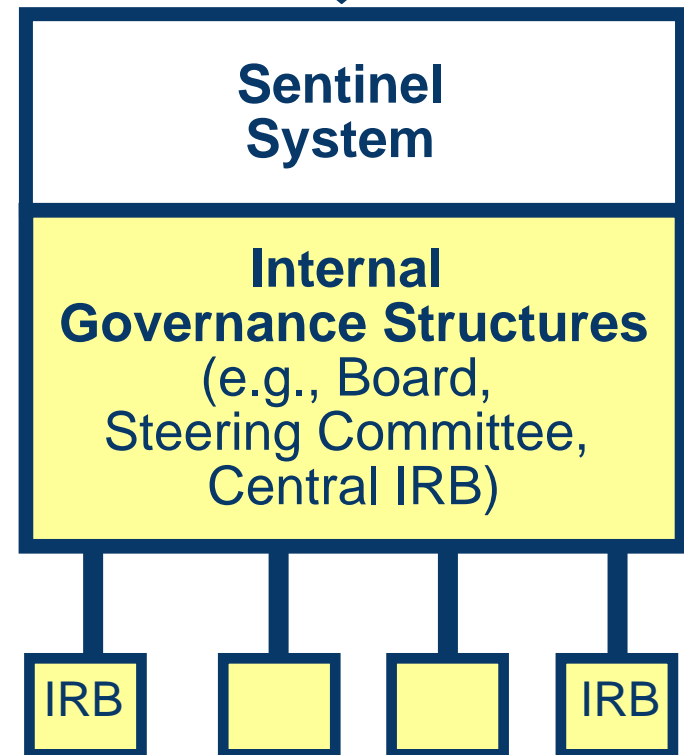 Sentinel
System
Internal
Governance Structures
(e.g., Board,
Steering Committee,
Central IRB)
IRB
IRB